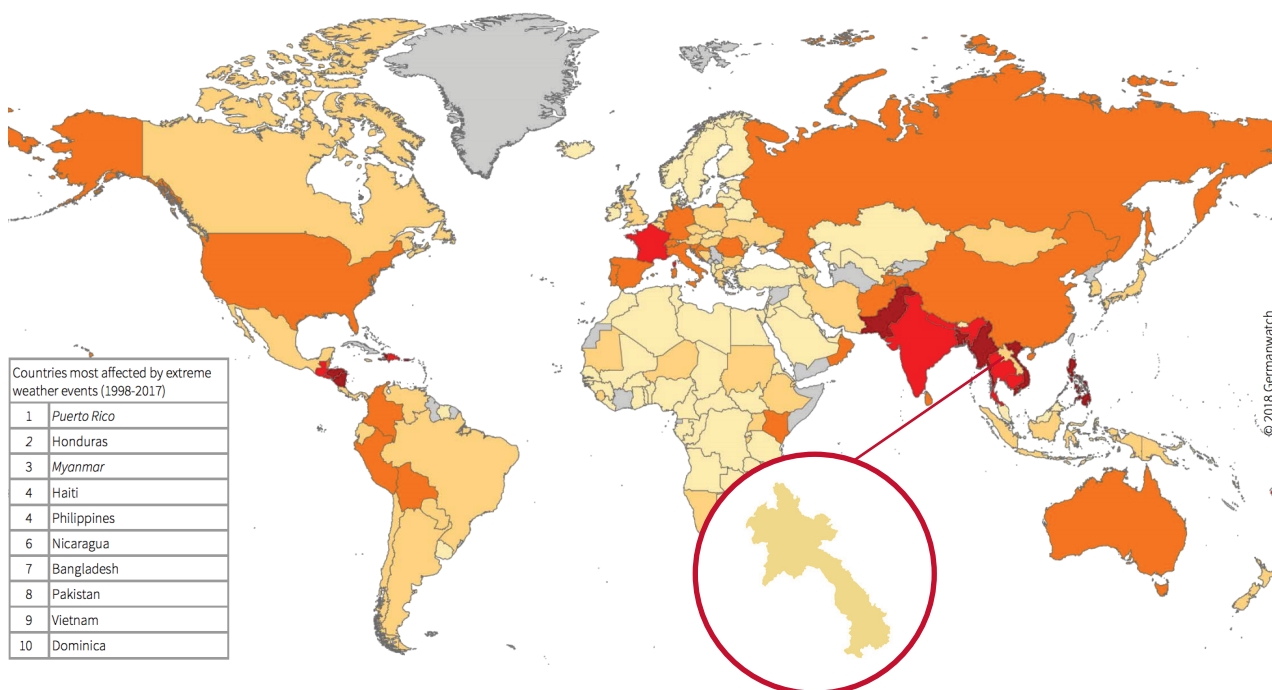 Countries most affected by extreme
weather events (1998-2017)
1 Puerto Rico
2 Honduras
3 Myanmar
4 Haiti
4 Philippines
6 Nicaragua
7 Bangladesh
8 Pakistan
9 Vietnam
10 Dominica
© 2018 Germanwatch